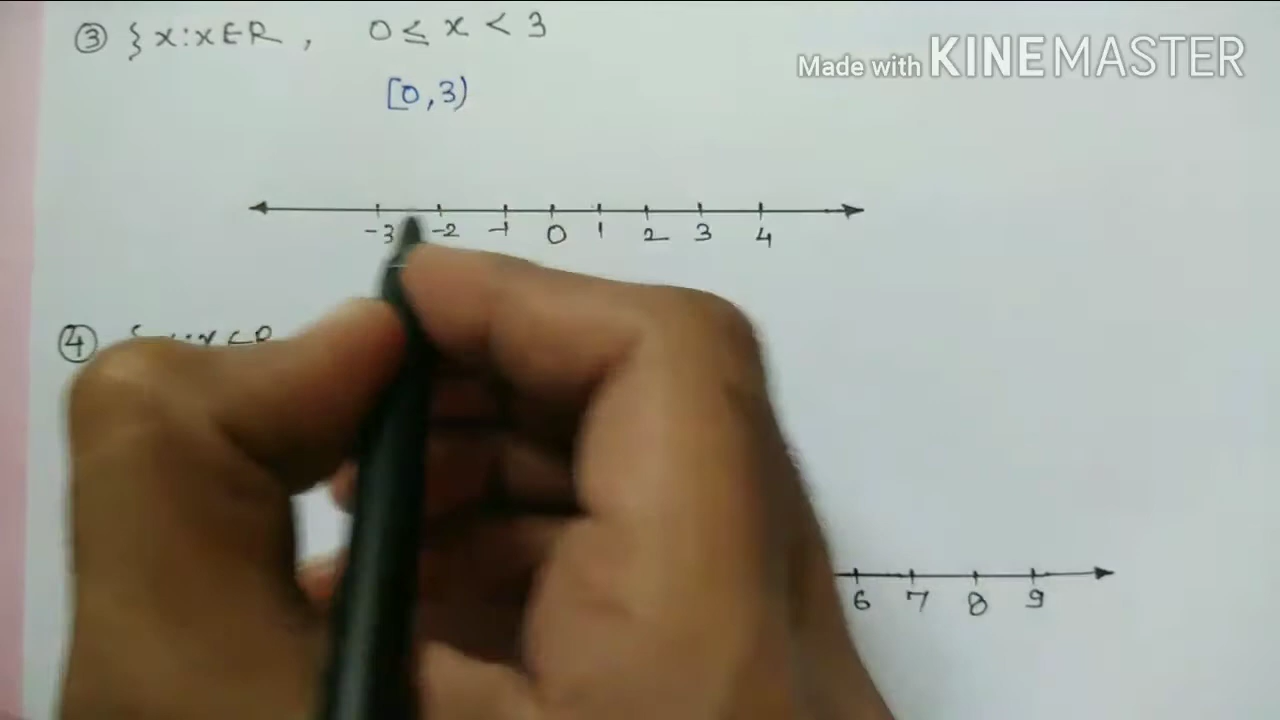 ③ { x : x ∈ R , 0 ≤ x < 3
Made with KINEMASTER
[0, 3)
-3 -2 -1 0 1 2 3 4
④
6 7 8 9